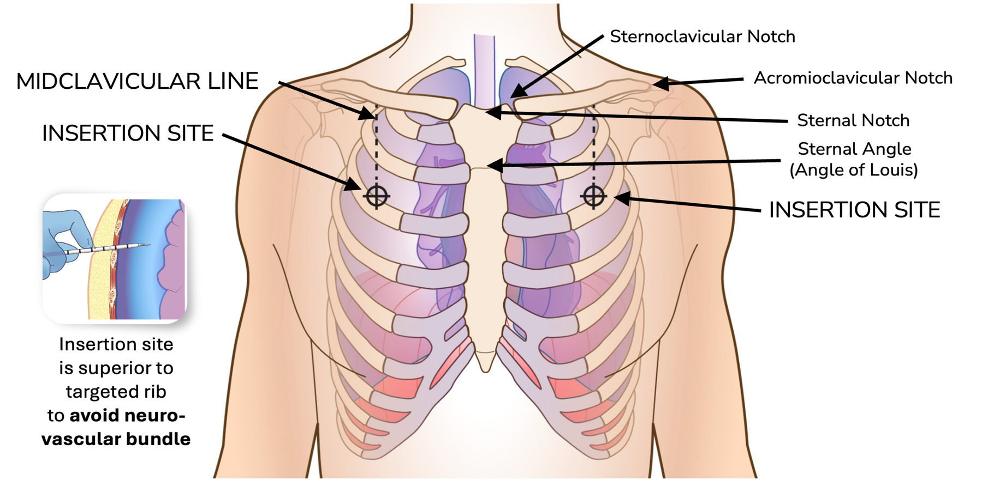 Sternoclavicular Notch
MIDCLAVICULAR LINE
Acromioclavicular Notch
INSERTION SITE
Sternal Notch
Sternal Angle
(Angle of Louis)
INSERTION SITE
Insertion site
is superior to
targeted rib
to avoid neuro-
vascular bundle